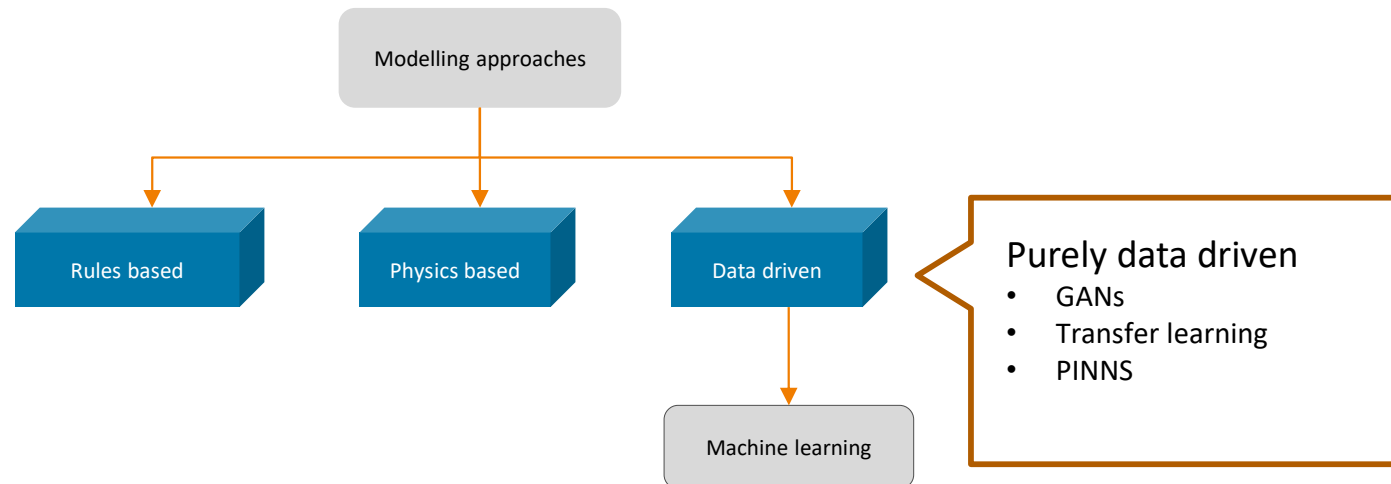 Modelling approaches
Rules based
Physics based
Data driven
Purely data driven
• GANs
• Transfer learning
• PINNS
Machine learning